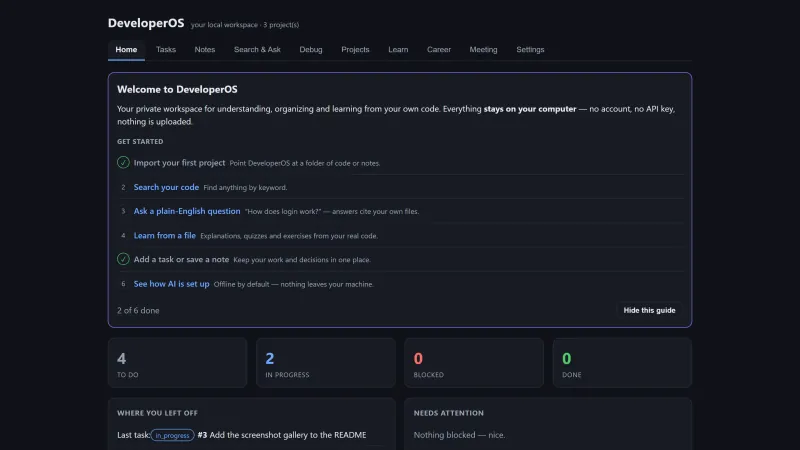 DeveloperOS your local workspace · 3 project(s)
Home Tasks Notes Search & Ask Debug Projects Learn Career Meeting Settings
Welcome to DeveloperOS
Your private workspace for understanding, organizing and learning from your own code. Everything stays on your computer — no account, no API key,
nothing is uploaded.
GET STARTED
Import your first project Point DeveloperOS at a folder of code or notes.
2 Search your code Find anything by keyword.
3 Ask a plain-English question "How does login work?" — answers cite your own files.
4 Learn from a file Explanations, quizzes and exercises from your real code.
Add a task or save a note Keep your work and decisions in one place.
6 See how AI is set up Offline by default — nothing leaves your machine.
2 of 6 done Hide this guide
4 2 0 0
TO DO IN PROGRESS BLOCKED DONE
WHERE YOU LEFT OFF NEEDS ATTENTION
Last task: in_progress #3 Add the screenshot gallery to the README Nothing blocked — nice.